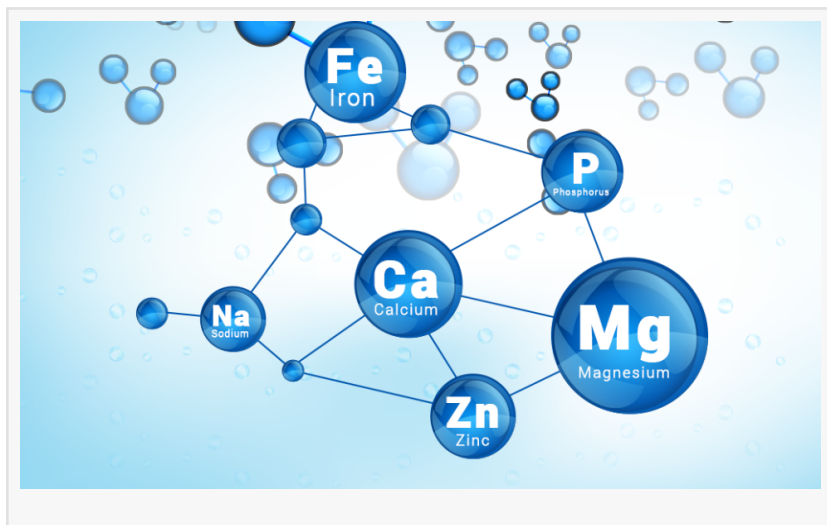 Fe
Iron
P
Phosphorus
Ca
Calcium
Na
Sodium
Mg
Magnesium
Zn
Zinc